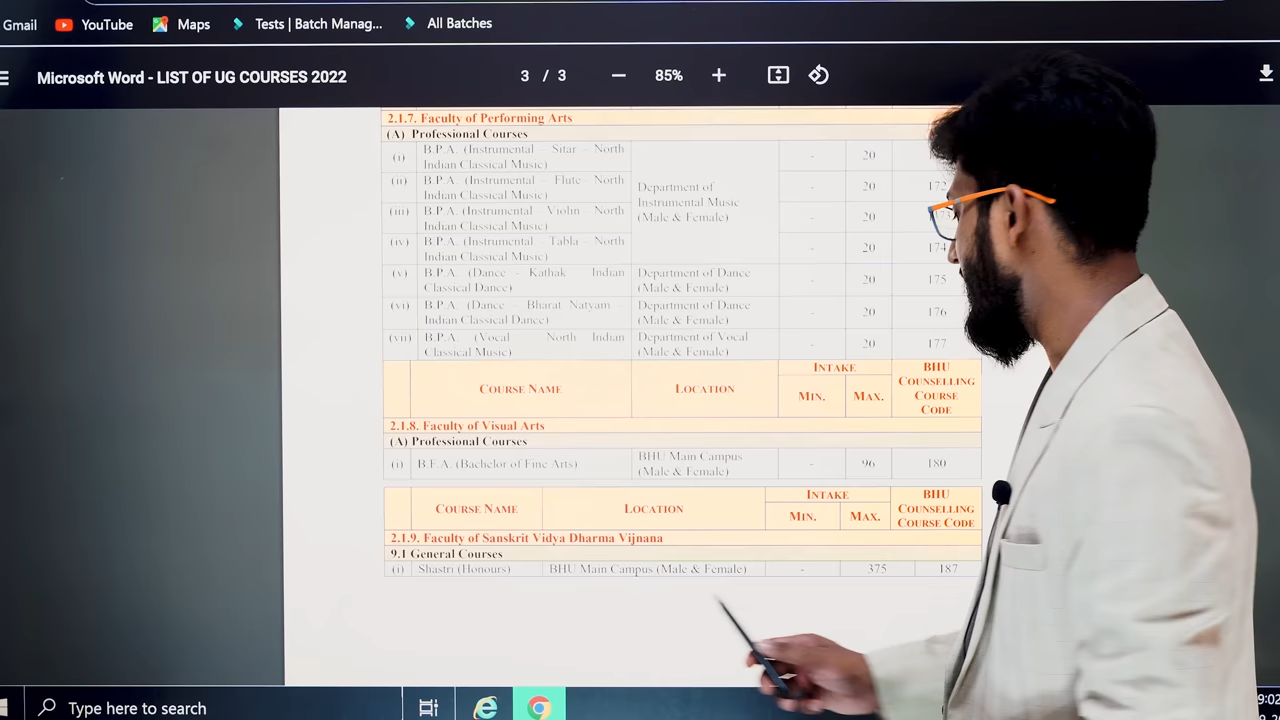 Gmail YouTube Maps Tests | Batch Manag... All Batches
Microsoft Word - LIST OF UG COURSES 2022 3 / 3 85%
2.1.7. Faculty of Performing Arts
(A) Professional Courses
(i) B.P.A. (Instrumental – Sitar – North Indian Classical Music) Department of Instrumental Music (Male & Female) - 20
(ii) B.P.A. (Instrumental – Flute– North Indian Classical Music) - 20 172
(iii) B.P.A. (Instrumental – Violin – North Indian Classical Music) - 20 173
(iv) B.P.A. (Instrumental – Tabla – North Indian Classical Music) - 20 174
(v) B.P.A. (Dance – Kathak – Indian Classical Dance) Department of Dance (Male & Female) - 20 175
(vi) B.P.A. (Dance – Bharat Natyam – Indian Classical Dance) Department of Dance (Male & Female) - 20 176
(vii) B.P.A. (Vocal – North Indian Classical Music) Department of Vocal (Male & Female) - 20 177
COURSE NAME LOCATION INTAKE MIN. MAX. BHU COUNSELLING COURSE CODE
2.1.8. Faculty of Visual Arts
(A) Professional Courses
(i) B.F.A. (Bachelor of Fine Arts) BHU Main Campus (Male & Female) - 96 180
COURSE NAME LOCATION INTAKE MIN. MAX. BHU COUNSELLING COURSE CODE
2.1.9. Faculty of Sanskrit Vidya Dharma Vijnana
9.1 General Courses
(i) Shastri (Honours) BHU Main Campus (Male & Female) - 375 187
Type here to search